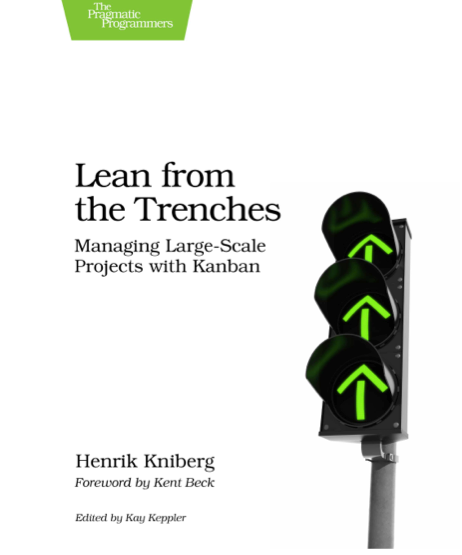 The
Pragmatic
Programmers
Lean from
the Trenches
Managing Large-Scale
Projects with Kanban
Henrik Kniberg
Foreword by Kent Beck
Edited by Kay Keppler